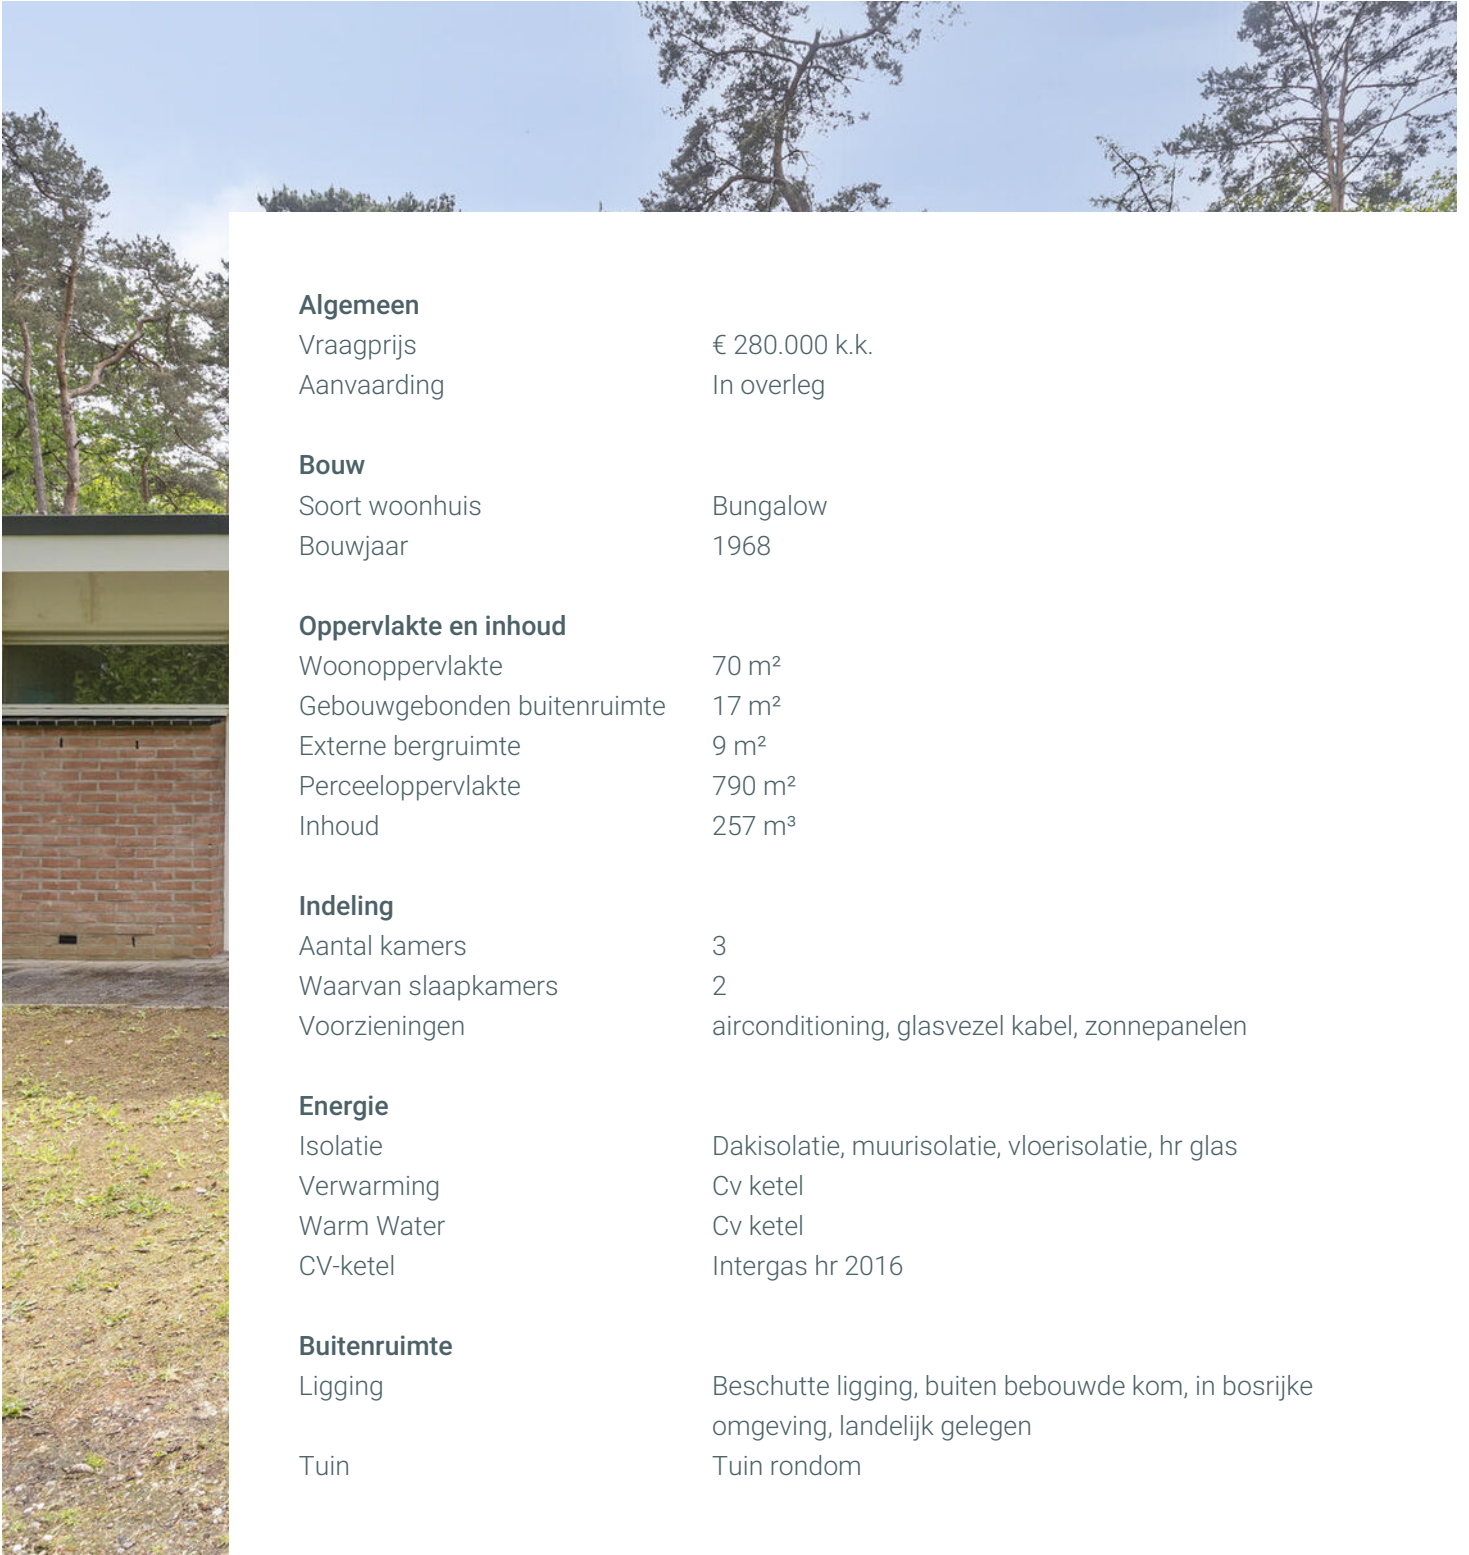 Algemeen
Vraagprijs € 280.000 k.k.
Aanvaarding In overleg
Bouw
Soort woonhuis Bungalow
Bouwjaar 1968
Oppervlakte en inhoud
Woonoppervlakte 70 m²
Gebouwgebonden buitenruimte 17 m²
Externe bergruimte 9 m²
Perceeloppervlakte 790 m²
Inhoud 257 m³
Indeling
Aantal kamers 3
Waarvan slaapkamers 2
Voorzieningen airconditioning, glasvezel kabel, zonnepanelen
Energie
Isolatie Dakisolatie, muurisolatie, vloerisolatie, hr glas
Verwarming Cv ketel
Warm Water Cv ketel
CV-ketel Intergas hr 2016
Buitenruimte
Ligging Beschutte ligging, buiten bebouwde kom, in bosrijke
omgeving, landelijk gelegen
Tuin Tuin rondom